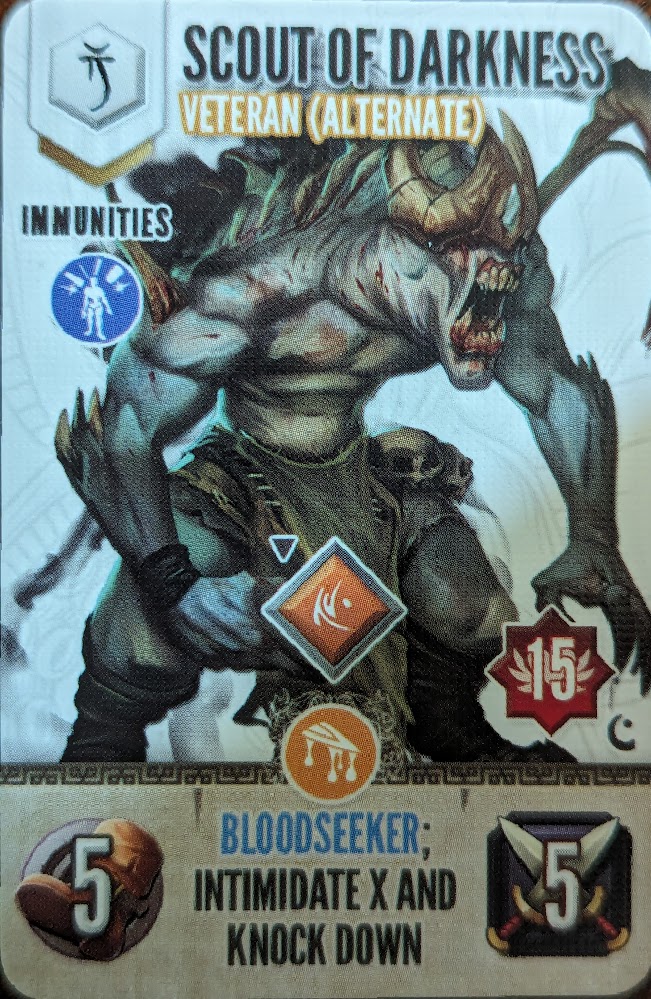 SCOUT OF DARKNESS
VETERAN (ALTERNATE)
IMMUNITIES
15
5
BLOODSEEKER;
INTIMIDATE X AND
KNOCK DOWN
5